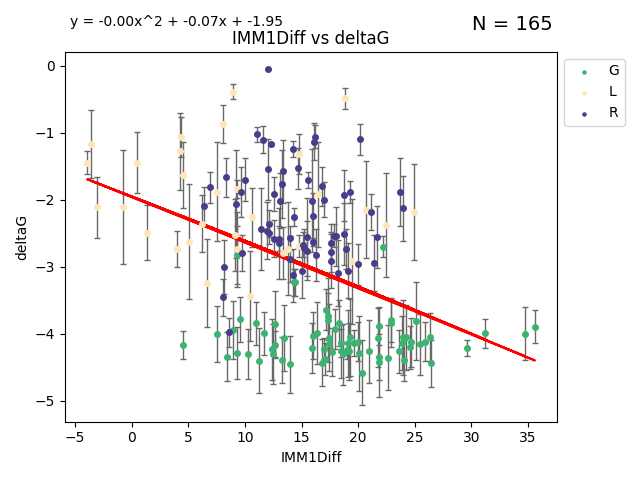 y = -0.00x^2 + -0.07x + -1.95
N = 165
IMM1Diff vs deltaG
G
L
R
deltaG
0
−1
−2
−3
−4
−5
−5 0 5 10 15 20 25 30 35
IMM1Diff